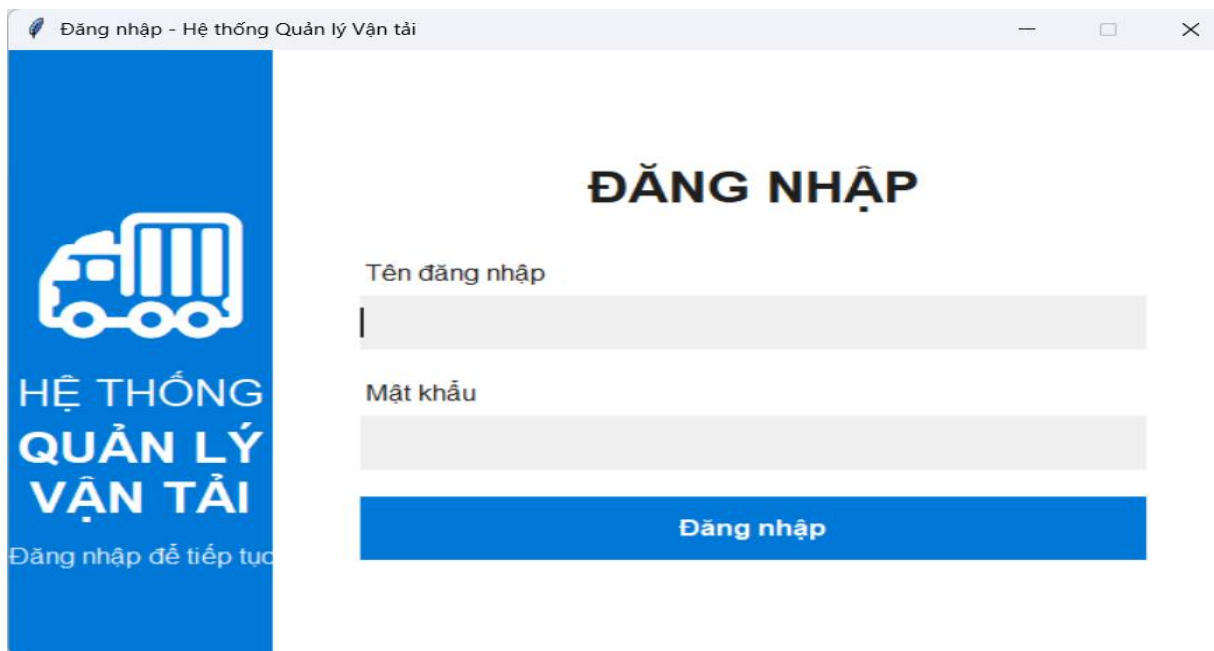 Đăng nhập - Hệ thống Quản lý Vận tải
HỆ THỐNG
QUẢN LÝ
VẬN TẢI
Đăng nhập để tiếp tục
ĐĂNG NHẬP
Tên đăng nhập
Mật khẩu
Đăng nhập